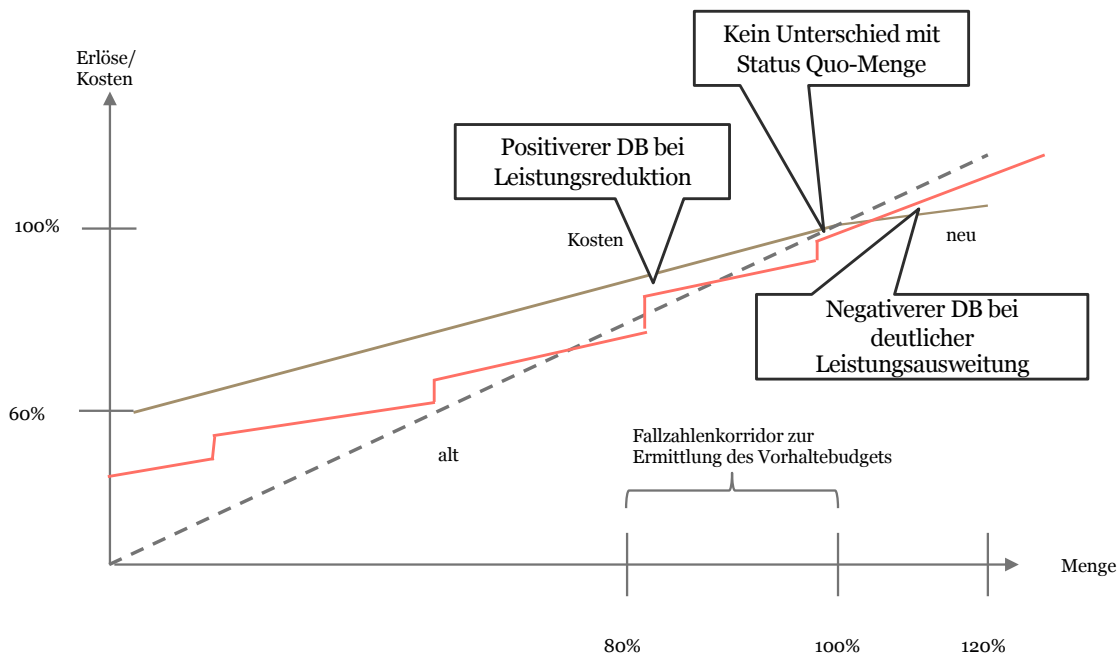 Erlöse/
Kosten
Kein Unterschied mit
Status Quo-Menge
Positiverer DB bei
Leistungsreduktion
100%
Kosten
neu
Negativerer DB bei
deutlicher
Leistungsausweitung
60%
alt
Fallzahlenkorridor zur
Ermittlung des Vorhaltebudgets
Menge
80%
100%
120%